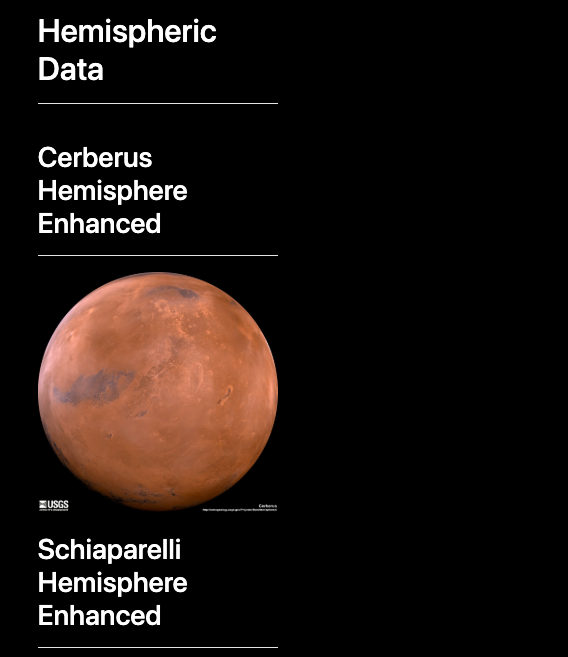 Hemispheric
Data
Cerberus
Hemisphere
Enhanced
USGS
Cerberus
Schiaparelli
Hemisphere
Enhanced